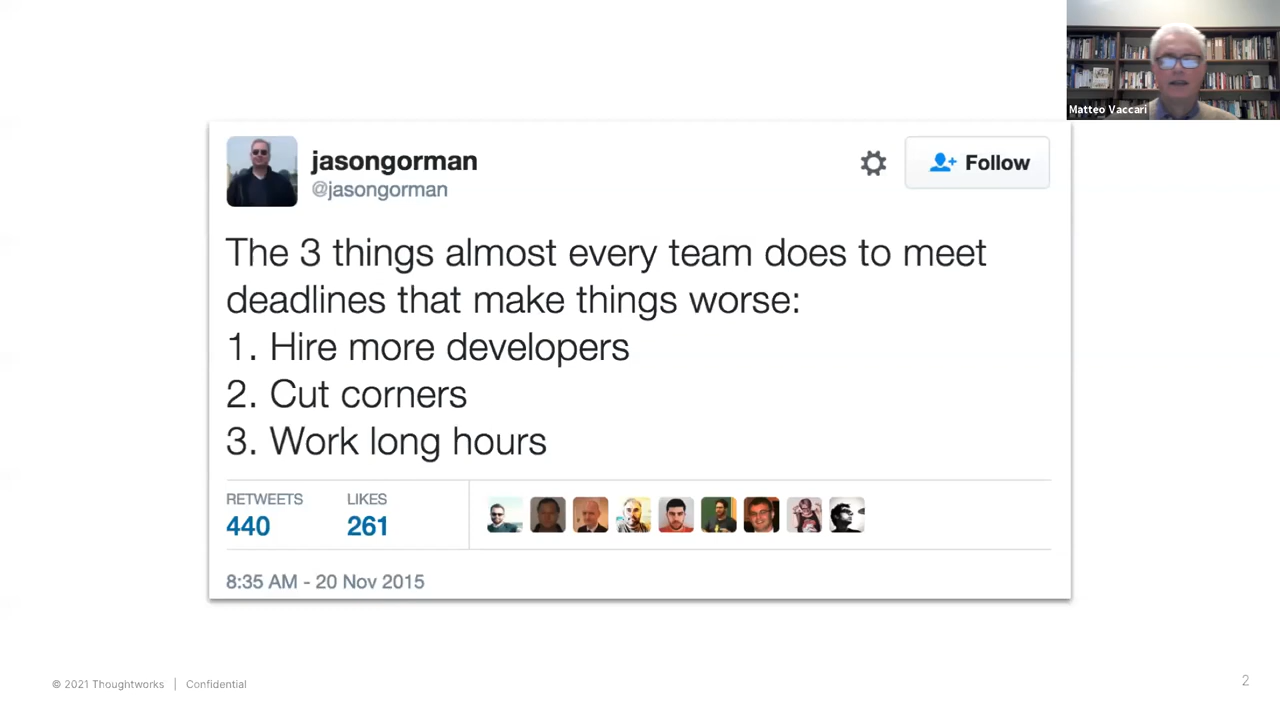 Matteo Vaccari
jasongorman
@jasongorman
Follow
The 3 things almost every team does to meet
deadlines that make things worse:
1. Hire more developers
2. Cut corners
3. Work long hours
RETWEETS
LIKES
440
261
8:35 AM - 20 Nov 2015
© 2021 Thoughtworks | Confidential
2